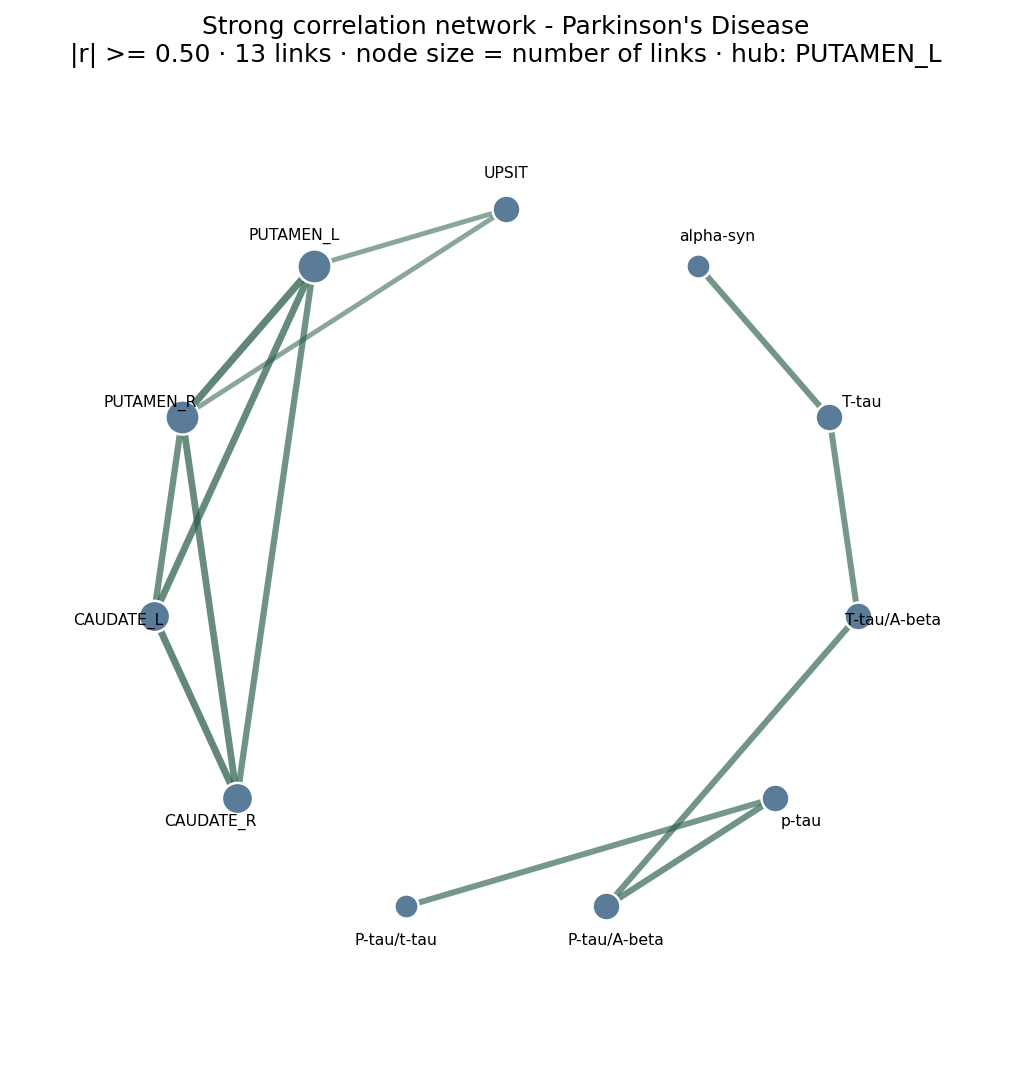 Strong correlation network - Parkinson's Disease
|r| >= 0.50 · 13 links · node size = number of links · hub: PUTAMEN_L
UPSIT
PUTAMEN_L
alpha-syn
PUTAMEN_R
T-tau
CAUDATE_L
T-tau/A-beta
CAUDATE_R
p-tau
P-tau/t-tau
P-tau/A-beta